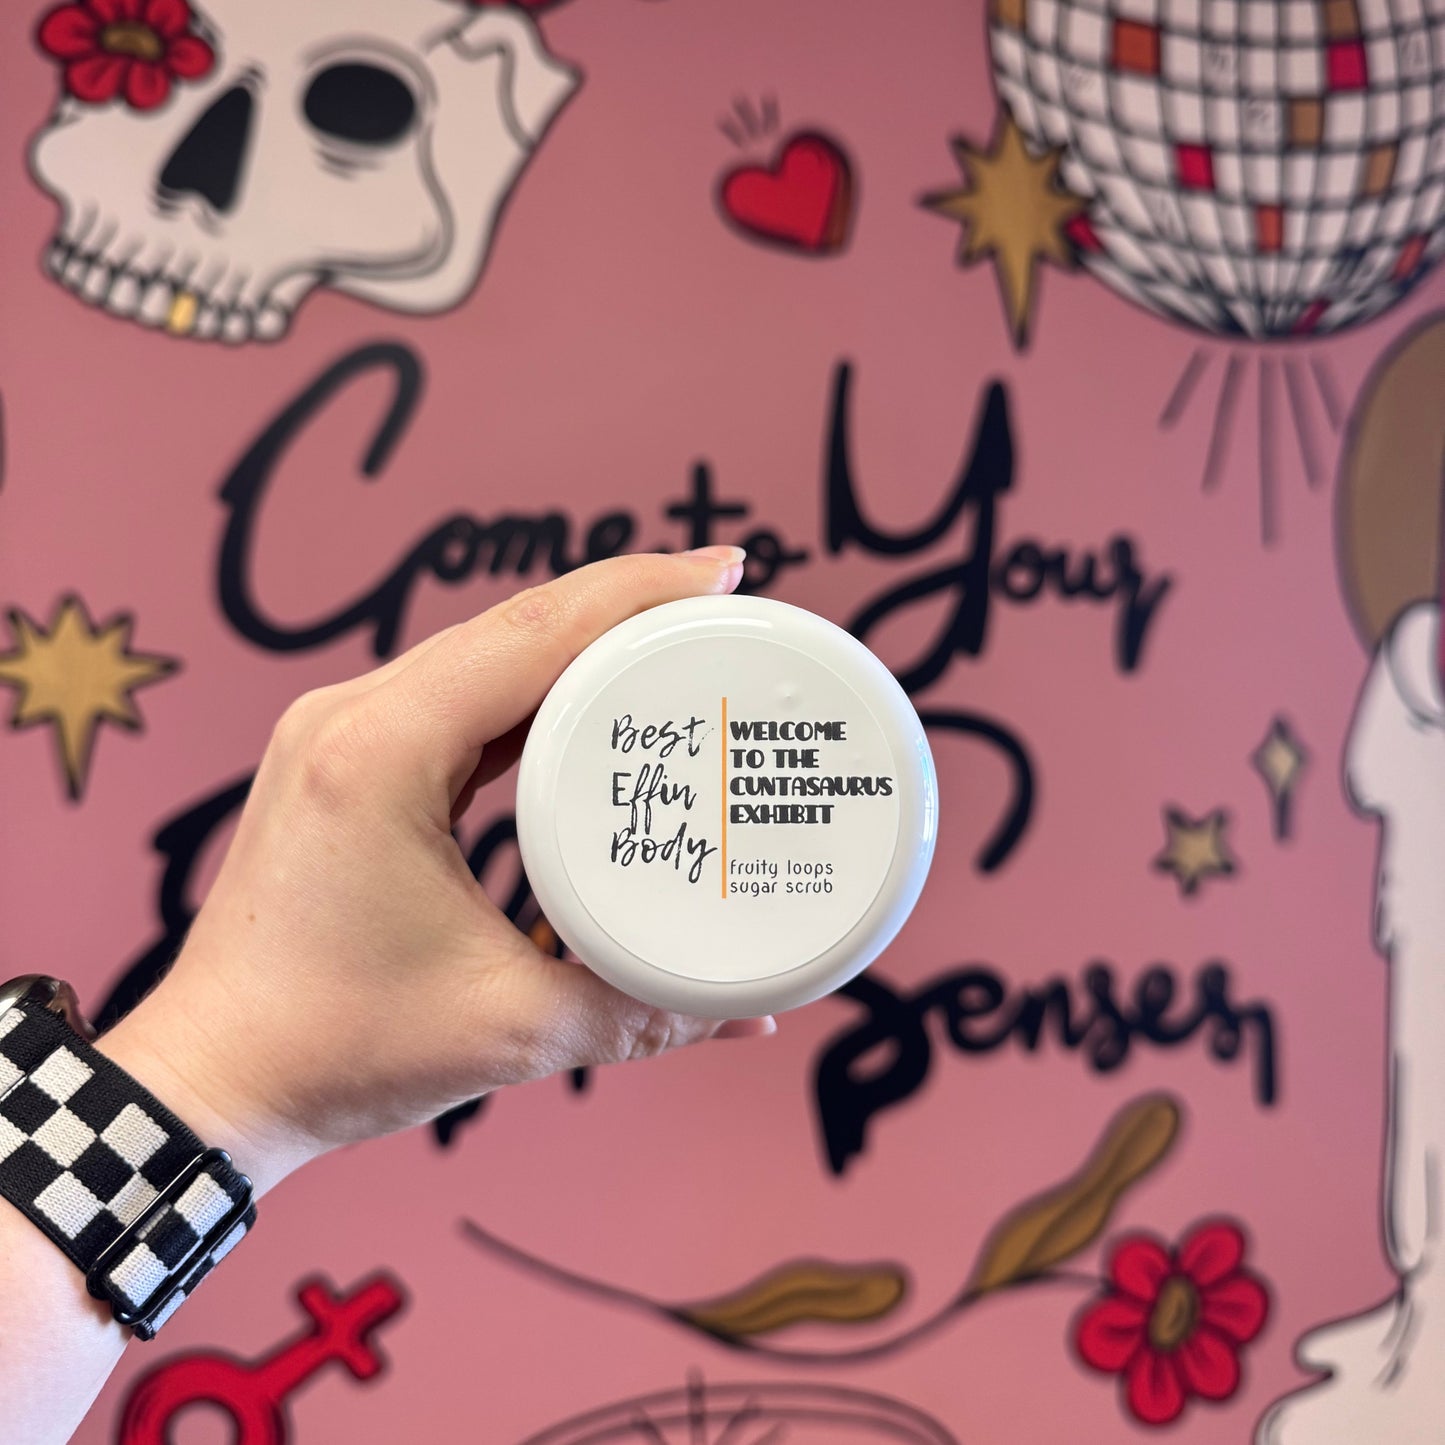 Come to Your
Senses
Best
Effin
Body
WELCOME
TO THE
CUNTASAURUS
EXHIBIT
fruity loops
sugar scrub